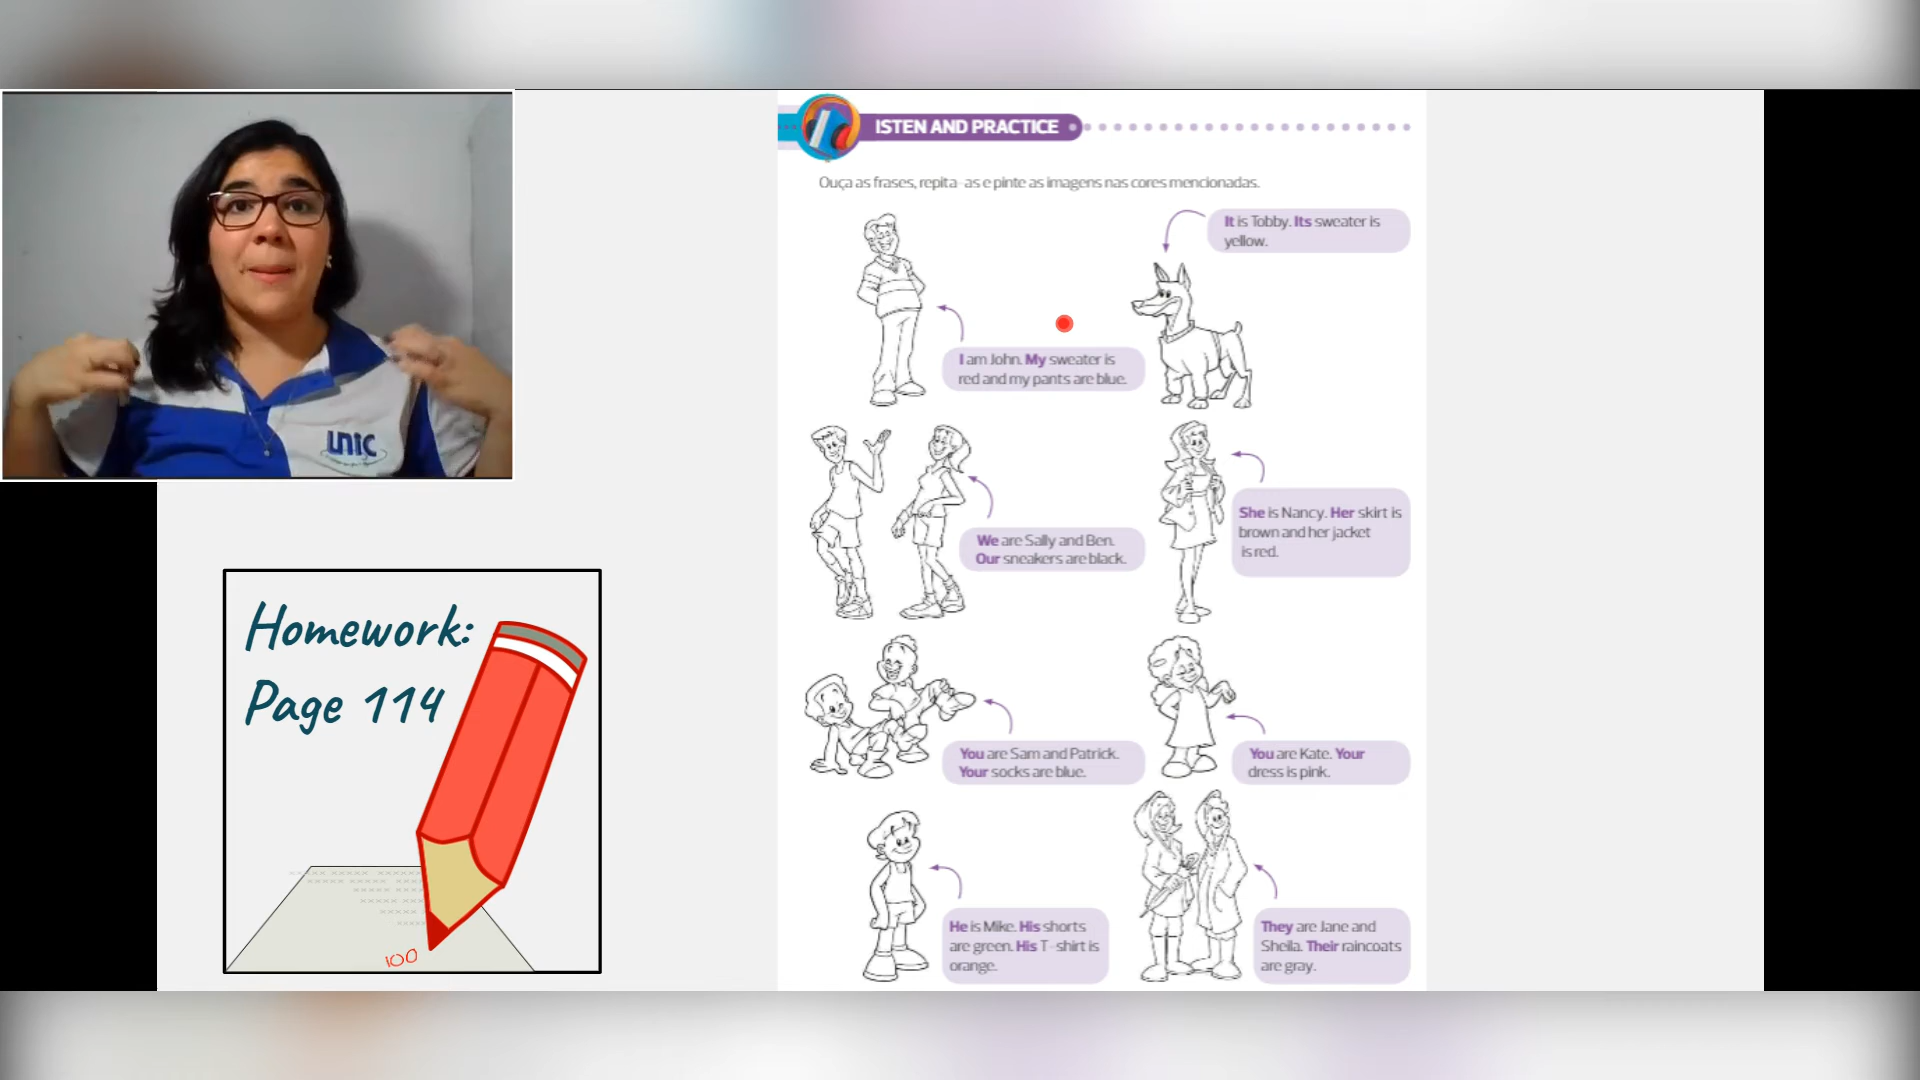 UNIC
Homework:
Page 114
100
ISTEN AND PRACTICE
Ouça as frases, repita-as e pinte as imagens nas cores mencionadas.
It is Tobby. Its sweater is
yellow.
I am John. My sweater is
red and my pants are blue.
We are Sally and Ben.
Our sneakers are black.
She is Nancy. Her skirt is
brown and her jacket
is red.
You are Sam and Patrick.
Your socks are blue.
You are Kate. Your
dress is pink.
He is Mike. His shorts
are green. His T-shirt is
orange.
They are Jane and
Sheila. Their raincoats
are gray.